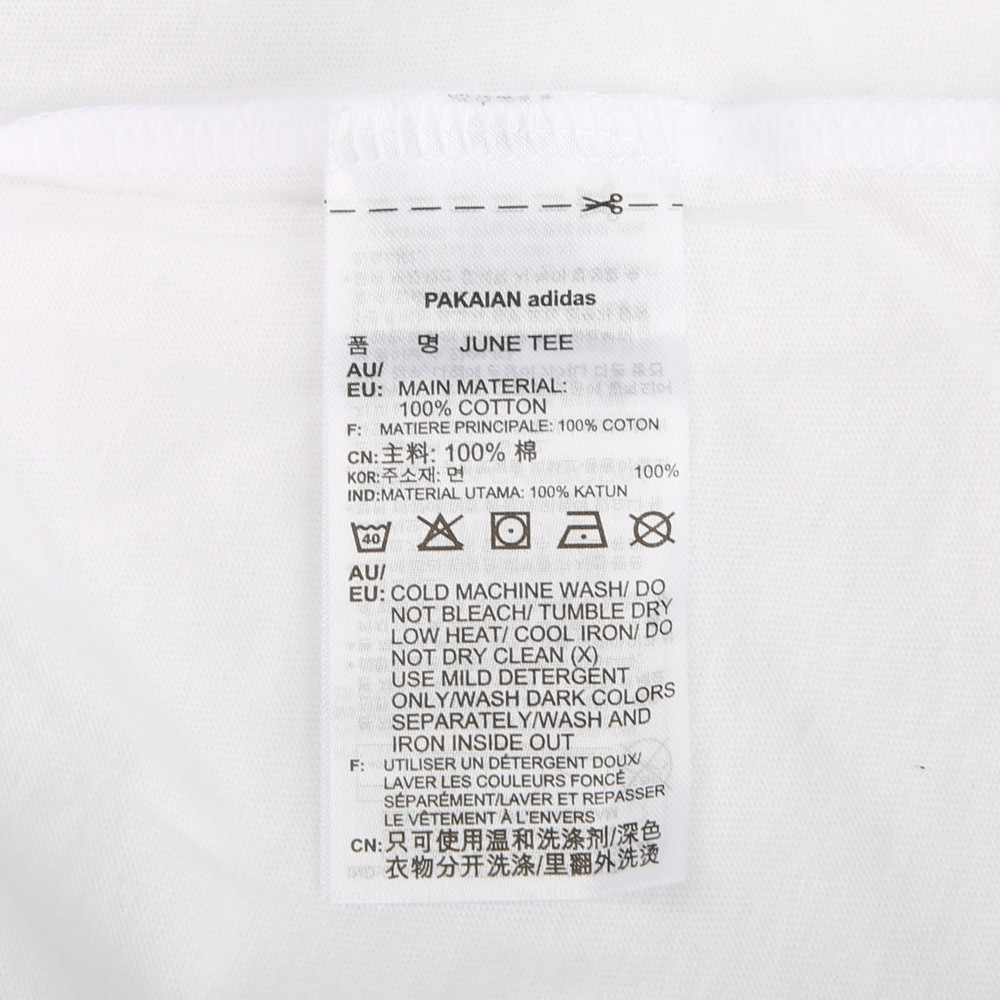 PAKAIAN adidas
품 명 JUNE TEE
AU/
EU: MAIN MATERIAL:
100% COTTON
F: MATIERE PRINCIPALE: 100% COTON
CN:主料: 100% 棉
KOR:주소재: 면 100%
IND:MATERIAL UTAMA: 100% KATUN
40
AU/
EU: COLD MACHINE WASH/ DO
NOT BLEACH/ TUMBLE DRY
LOW HEAT/ COOL IRON/ DO
NOT DRY CLEAN (X)
USE MILD DETERGENT
ONLY/WASH DARK COLORS
SEPARATELY/WASH AND
IRON INSIDE OUT
F: UTILISER UN DÉTERGENT DOUX/
LAVER LES COULEURS FONCÉ
SÉPARÉMENT/LAVER ET REPASSER
LE VÊTEMENT À L'ENVERS
CN:只可使用温和洗涤剂/深色
衣物分开洗涤/里翻外洗烫